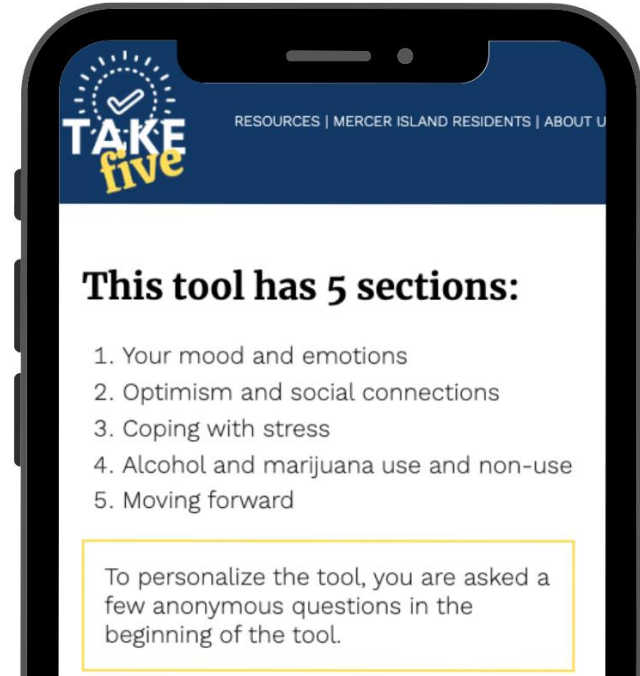 TAKE
five
RESOURCES | MERCER ISLAND RESIDENTS | ABOUT U
This tool has 5 sections:
1. Your mood and emotions
2. Optimism and social connections
3. Coping with stress
4. Alcohol and marijuana use and non-use
5. Moving forward
To personalize the tool, you are asked a
few anonymous questions in the
beginning of the tool.